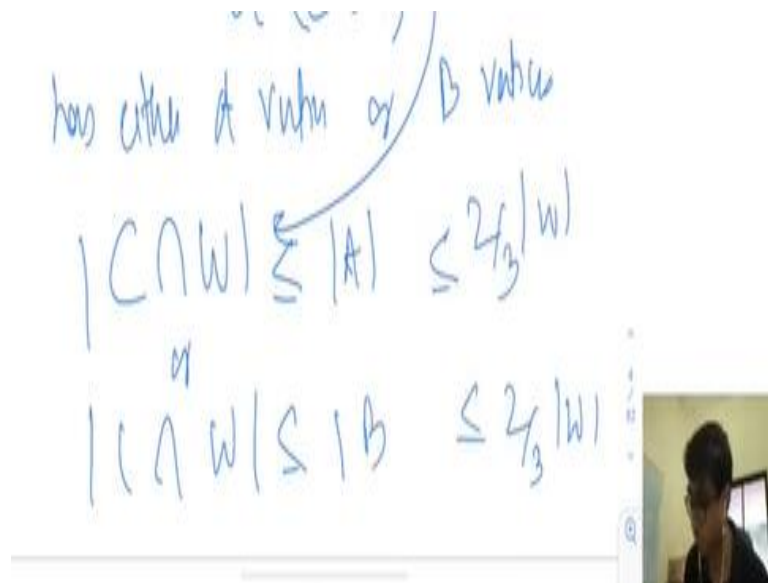 has either A vertices or B vertices
|C ∩ W| ≤ |A| ≤ 2/3 |W|
or
|C ∩ W| ≤ |B ≤ 2/3 |W|